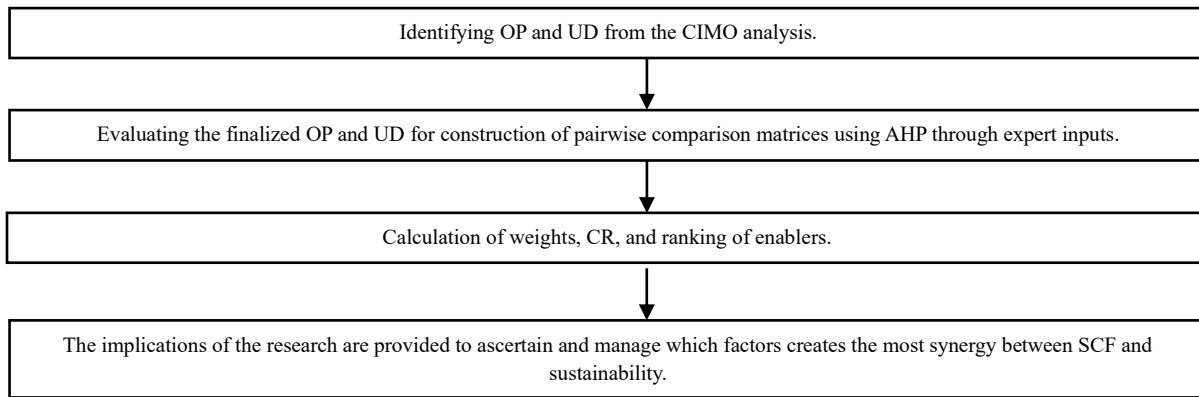 Identifying OP and UD from the CIMO analysis.
Evaluating the finalized OP and UD for construction of pairwise comparison matrices using AHP through expert inputs.
Calculation of weights, CR, and ranking of enablers.
The implications of the research are provided to ascertain and manage which factors creates the most synergy between SCF and
sustainability.